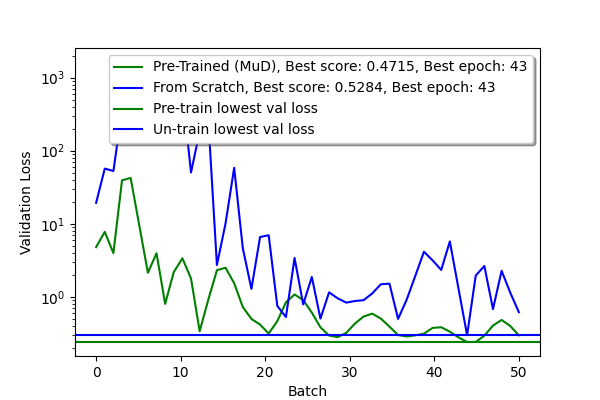 Pre-Trained (MuD), Best score: 0.4715, Best epoch: 43
From Scratch, Best score: 0.5284, Best epoch: 43
Pre-train lowest val loss
Un-train lowest val loss
Validation Loss
10³
10²
10¹
10⁰
0 10 20 30 40 50
Batch